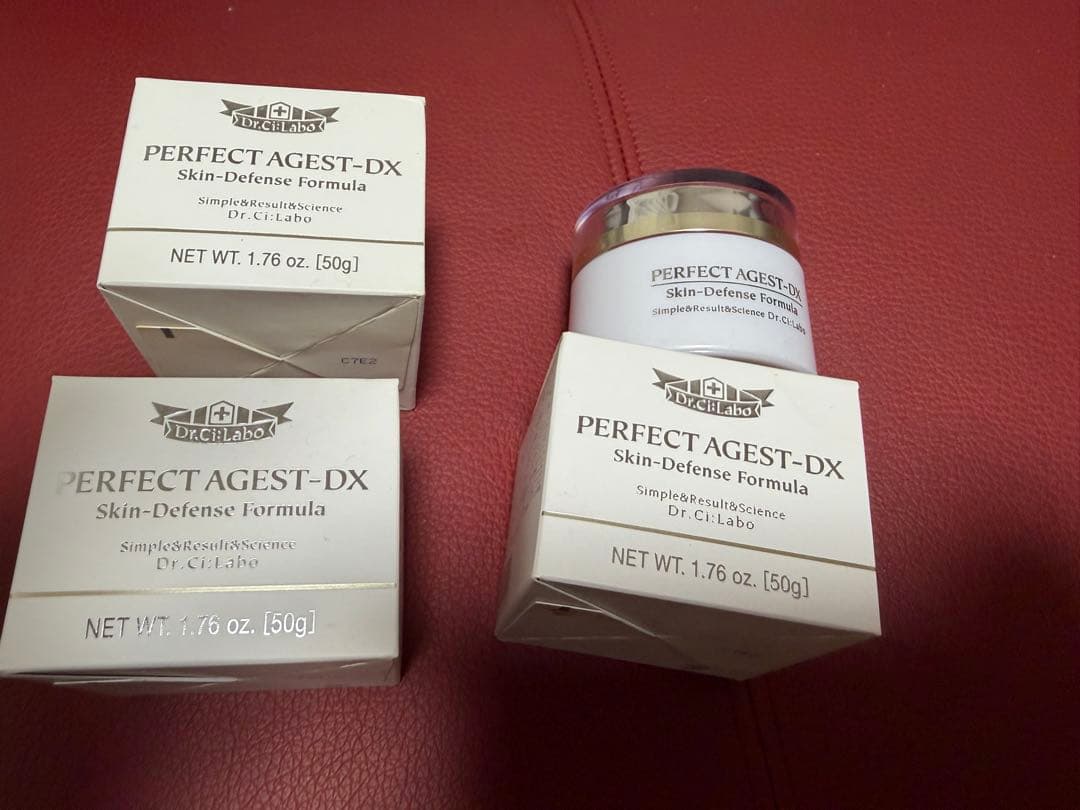 Dr.Ci:Labo
PERFECT AGEST-DX
Skin-Defense Formula
Simple&Result&Science
Dr.Ci:Labo
NET WT. 1.76 oz. [50g]
C7E2
PERFECT AGEST-DX
Skin-Defense Formula
Simple&Result&Science Dr.Ci:Labo
Dr.Ci:Labo
PERFECT AGEST-DX
Skin-Defense Formula
Simple&Result&Science
Dr.Ci:Labo
NET WT. 1.76 oz. [50g]
Dr.Ci:Labo
PERFECT AGEST-DX
Skin-Defense Formula
Simple&Result&Science
Dr.Ci:Labo
NET WT. 1.76 oz. [50g]